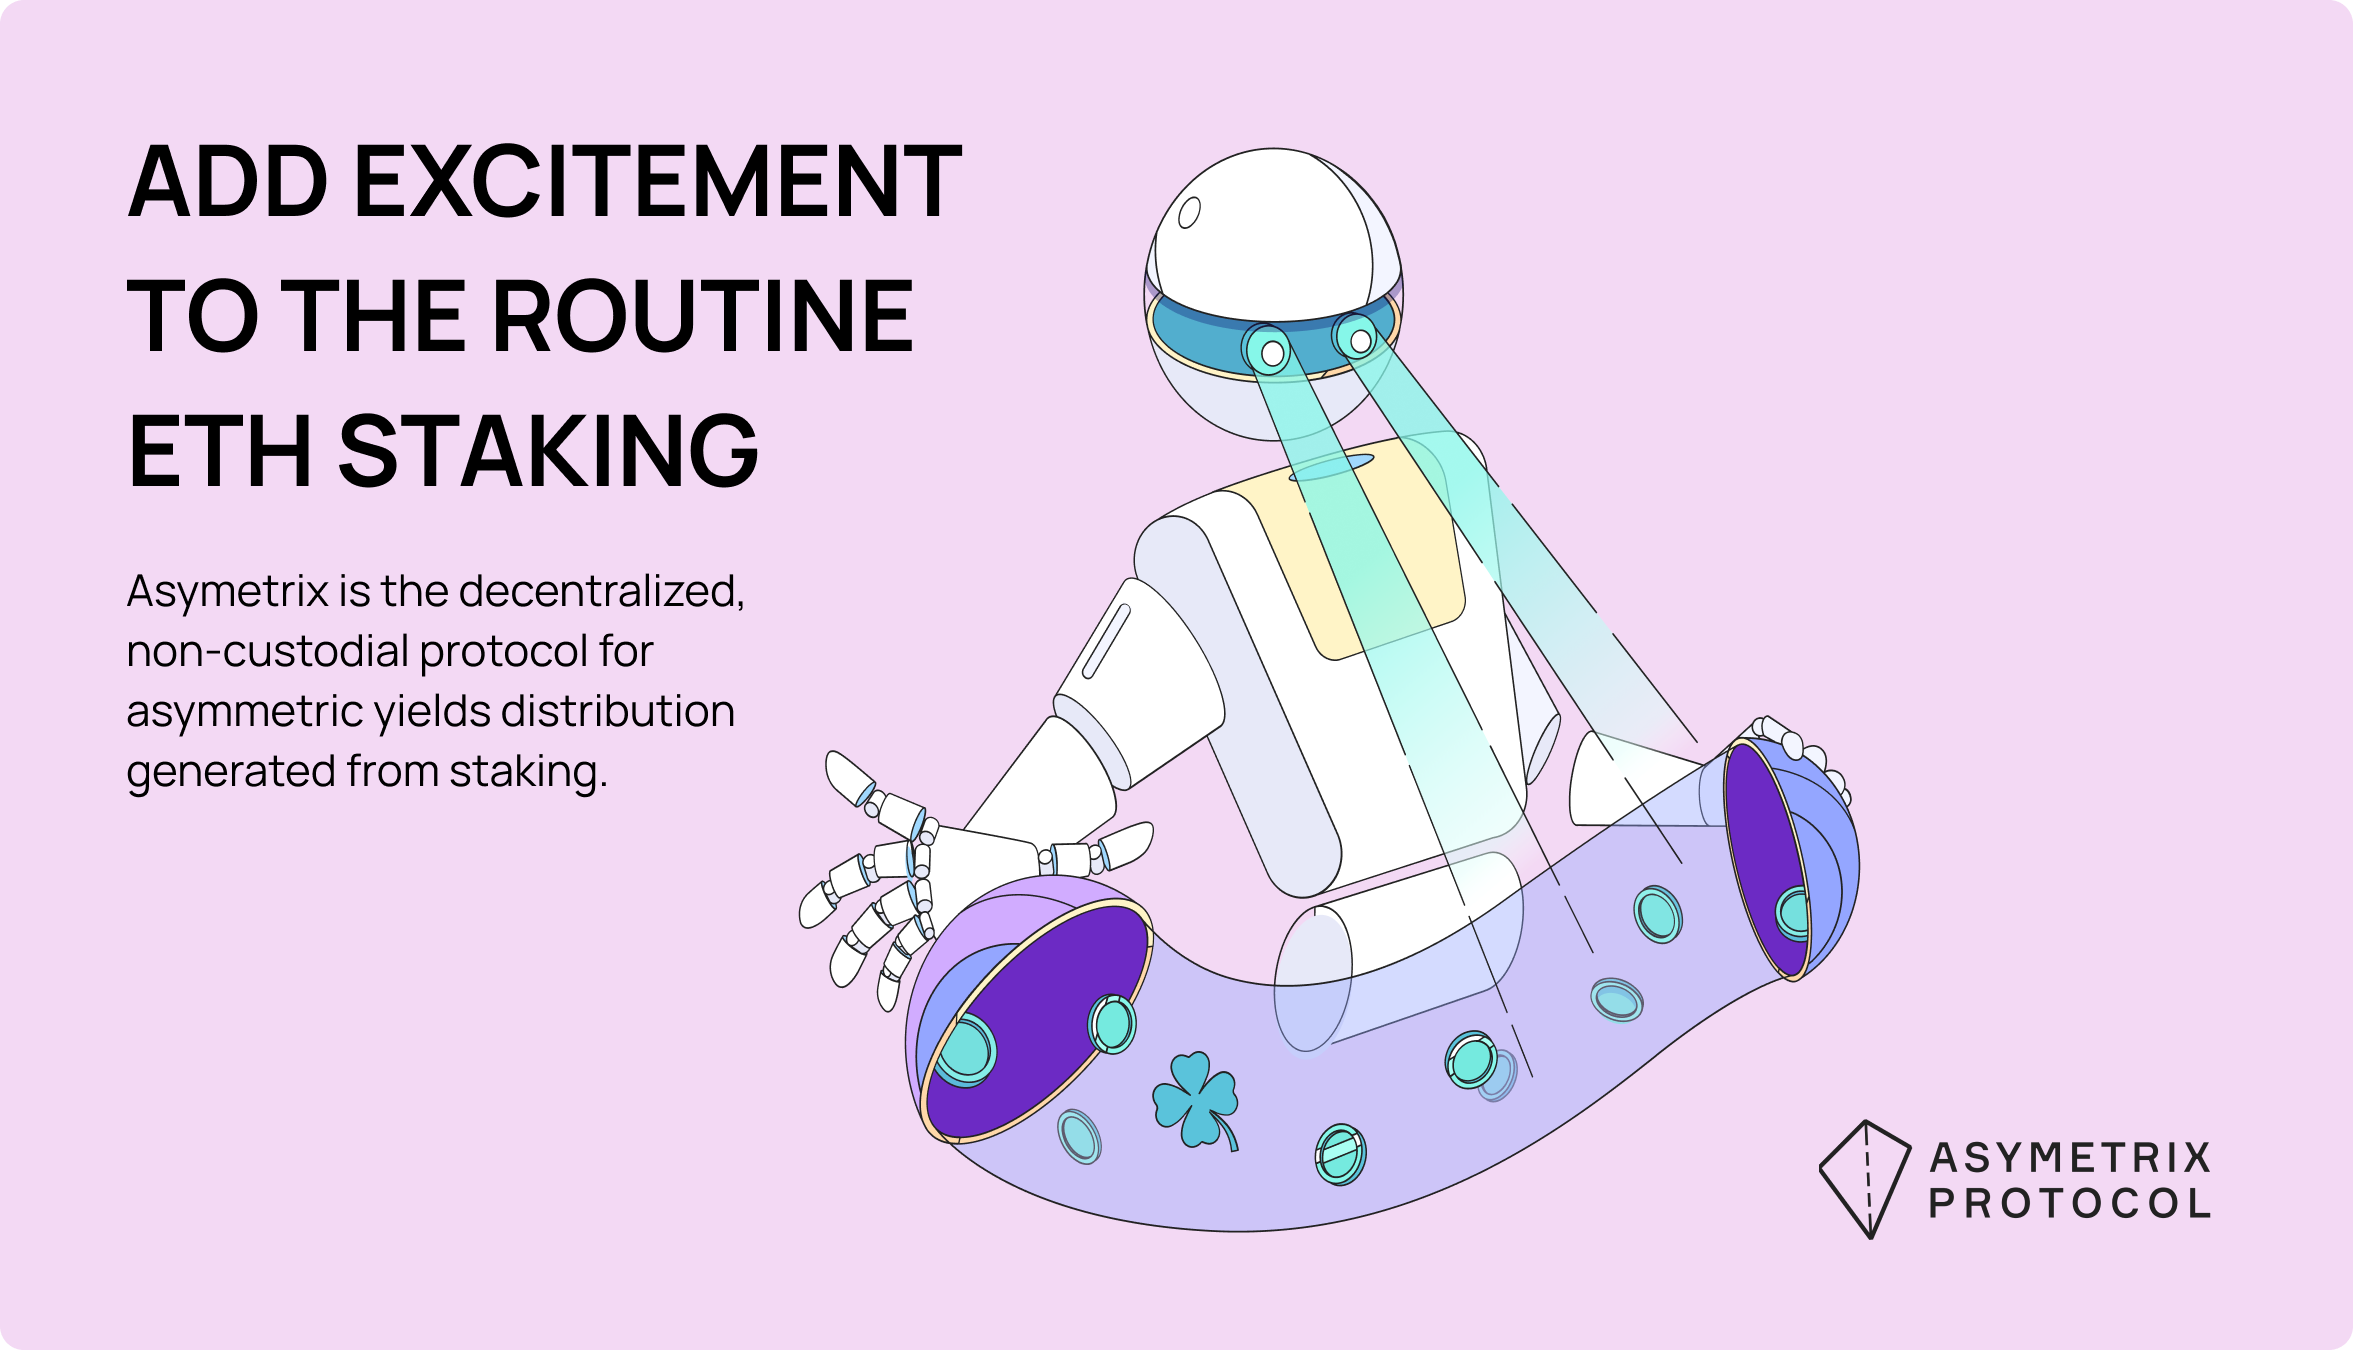 ADD EXCITEMENT
TO THE ROUTINE
ETH STAKING
Asymetrix is the decentralized,
non-custodial protocol for
asymmetric yields distribution
generated from staking.
ASYMETRIX
PROTOCOL